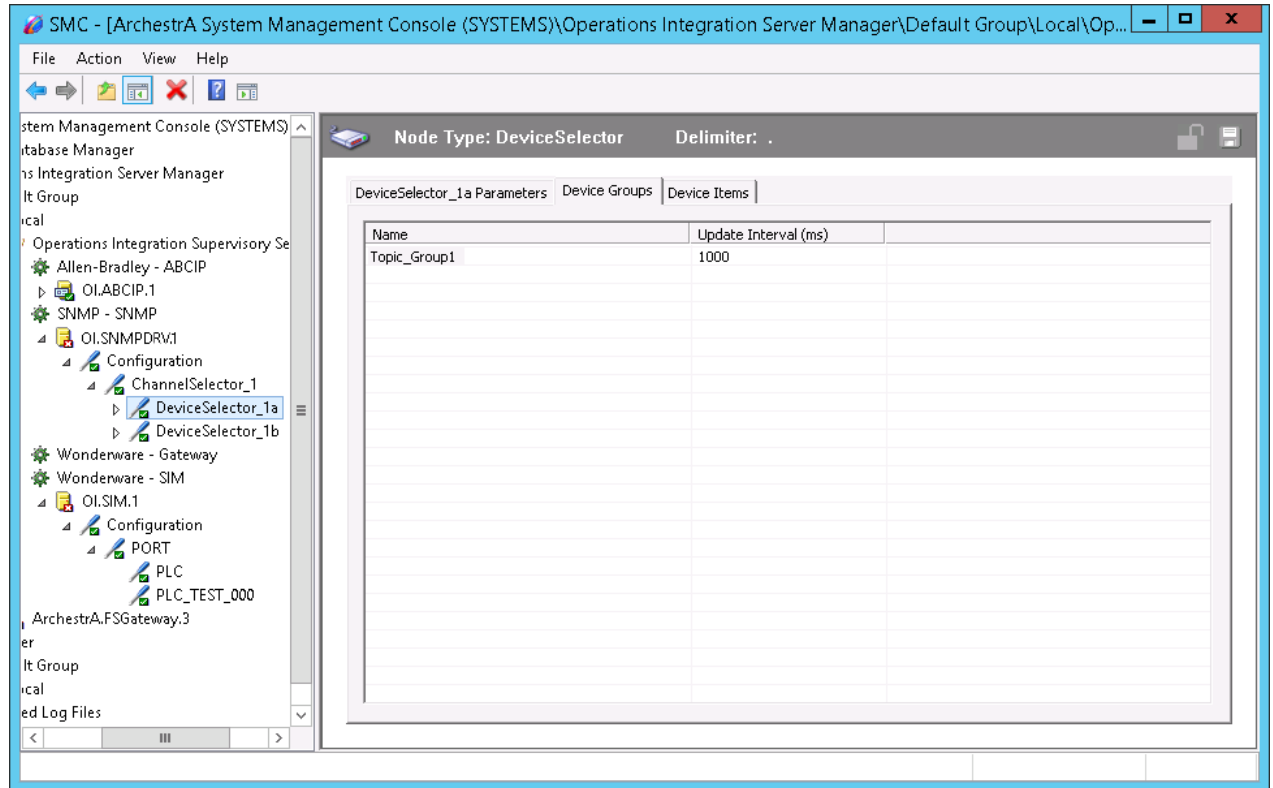 SMC - [ArchestrA System Management Console (SYSTEMS)\Operations Integration Server Manager\Default Group\Local\Op...
File Action View Help
stem Management Console (SYSTEMS)
tabase Manager
ns Integration Server Manager
lt Group
cal
Operations Integration Supervisory Se
Allen-Bradley - ABCIP
OI.ABCIP.1
SNMP - SNMP
OI.SNMPDRV.1
Configuration
ChannelSelector_1
DeviceSelector_1a
DeviceSelector_1b
Wonderware - Gateway
Wonderware - SIM
OI.SIM.1
Configuration
PORT
PLC
PLC_TEST_000
ArchestrA.FSGateway.3
er
lt Group
cal
ed Log Files
Node Type: DeviceSelector Delimiter: .
DeviceSelector_1a Parameters Device Groups Device Items
Name Update Interval (ms)
Topic_Group1 1000